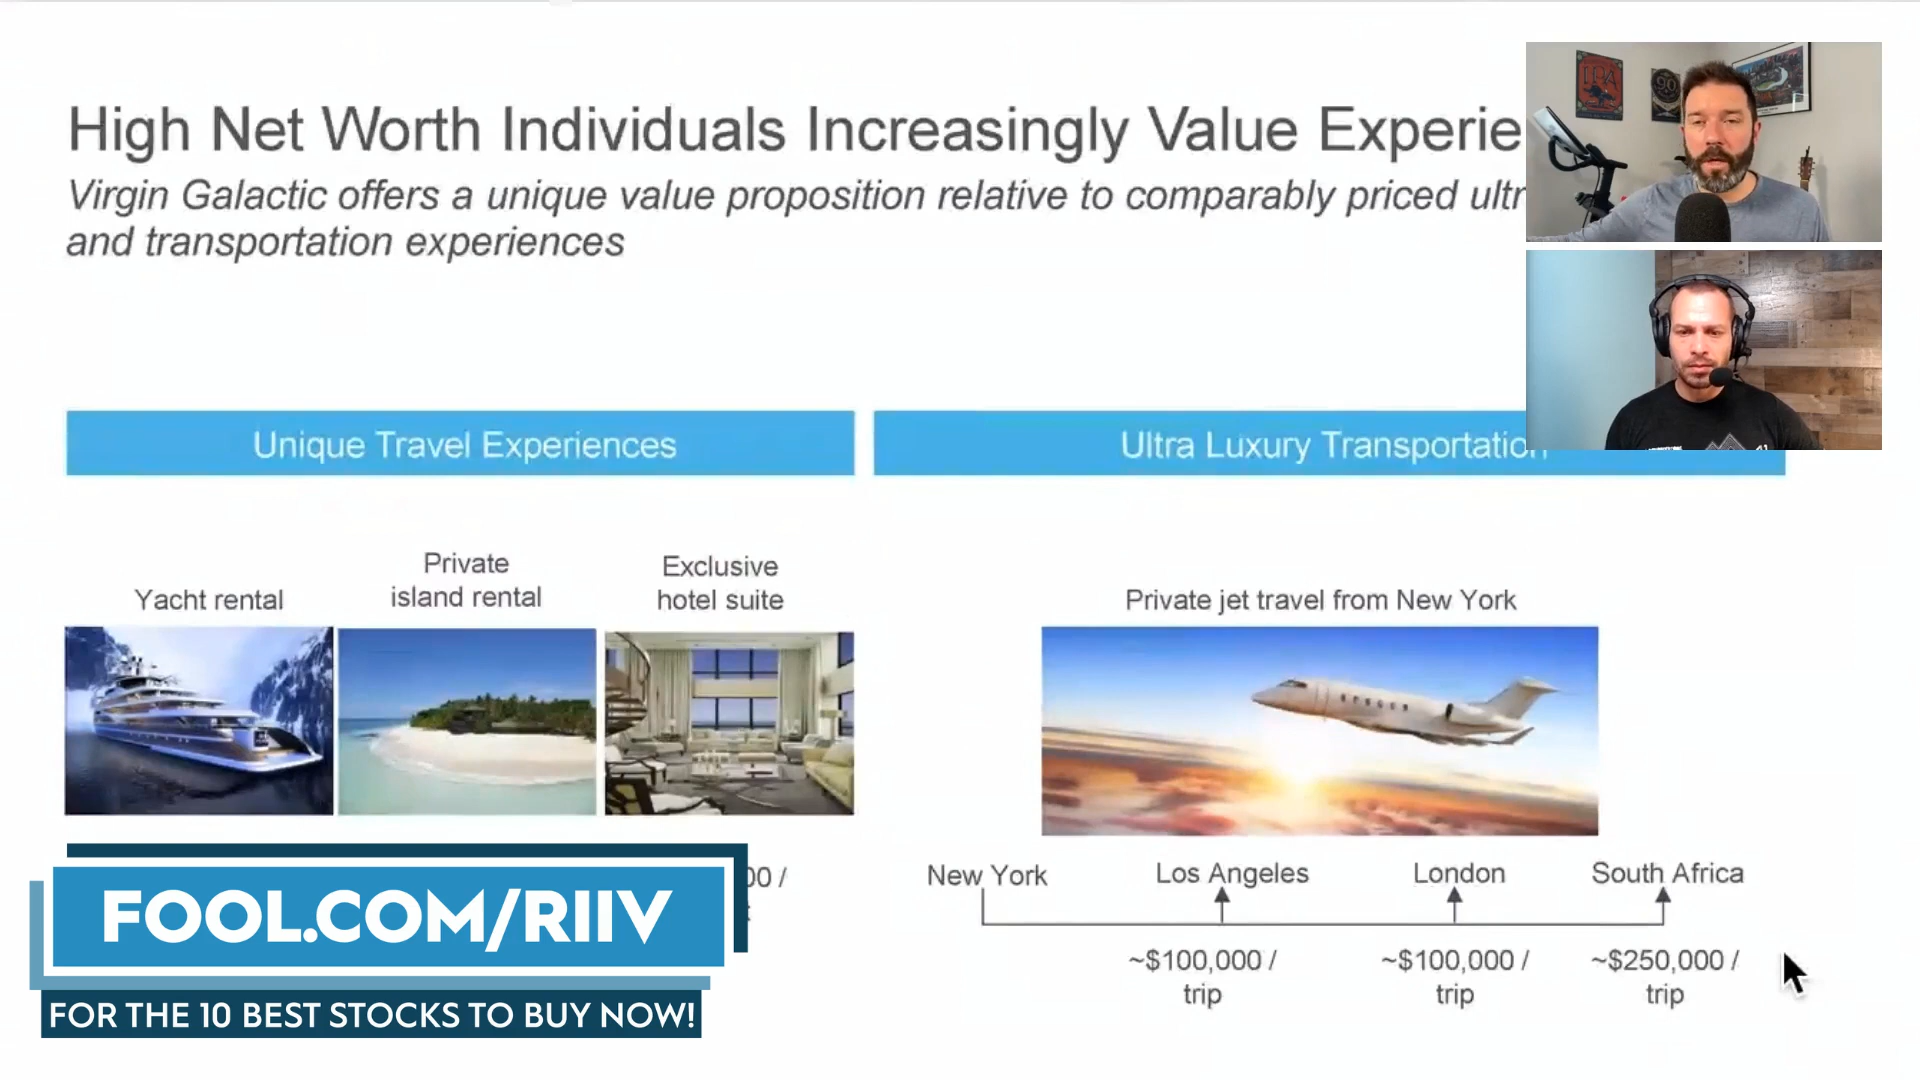 High Net Worth Individuals Increasingly Value
Virgin Galactic offers a unique value proposition relative to comparably priced
and transportation experiences
Unique Travel Experiences
Ultra Luxury Transportation
Yacht rental
Private
island rental
Exclusive
hotel suite
Private jet travel from New York
New York
Los Angeles
London
South Africa
~$100,000 /
trip
~$100,000 /
trip
~$250,000 /
trip
FOOL.COM/RIIV
FOR THE 10 BEST STOCKS TO BUY NOW!
IPA
90